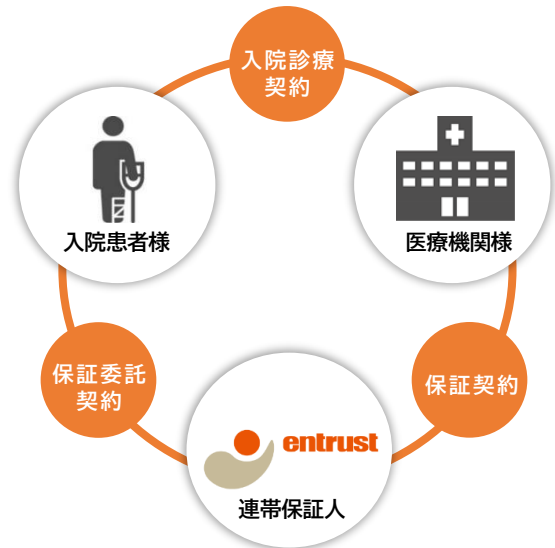 入院診療
契約
入院患者様
医療機関様
保証委託
契約
保証契約
entrust
連帯保証人